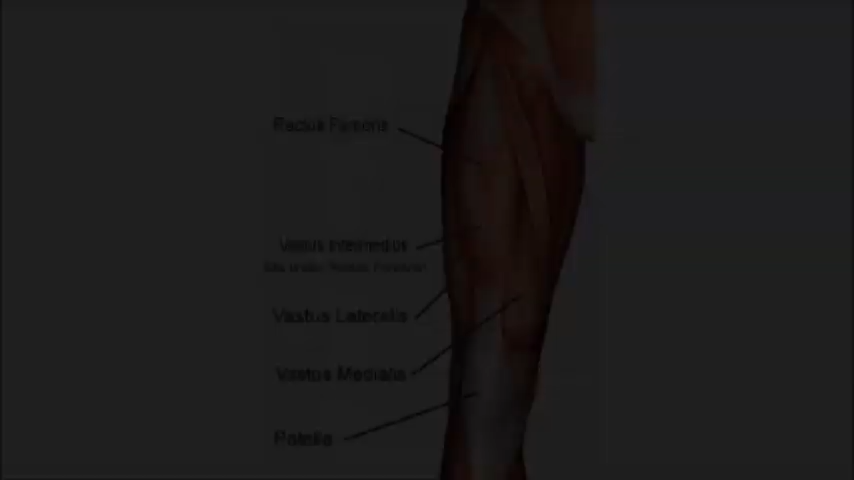 Rectus Femoris
Vastus Intermedius
Vastus Lateralis
Vastus Medialis
Patella